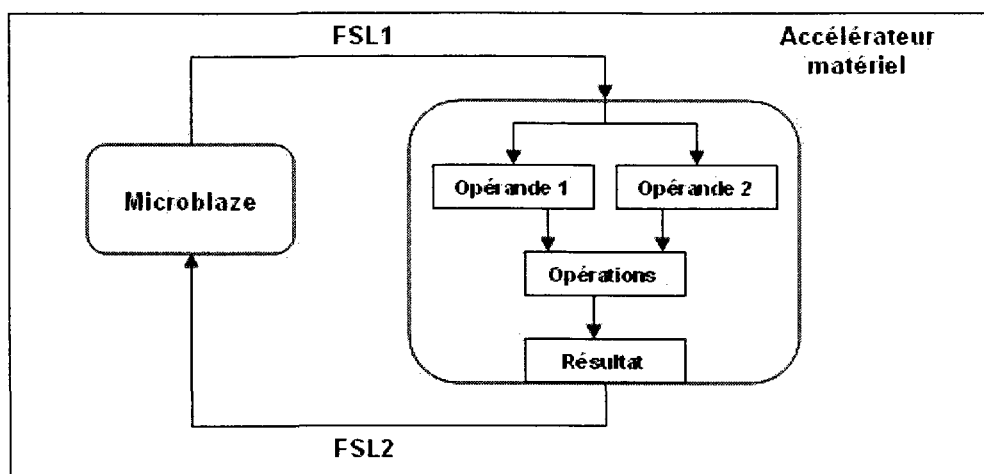 FSL1
Accélérateur
matériel
Microblaze
Opérande 1
Opérande 2
Opérations
Résultat
FSL2